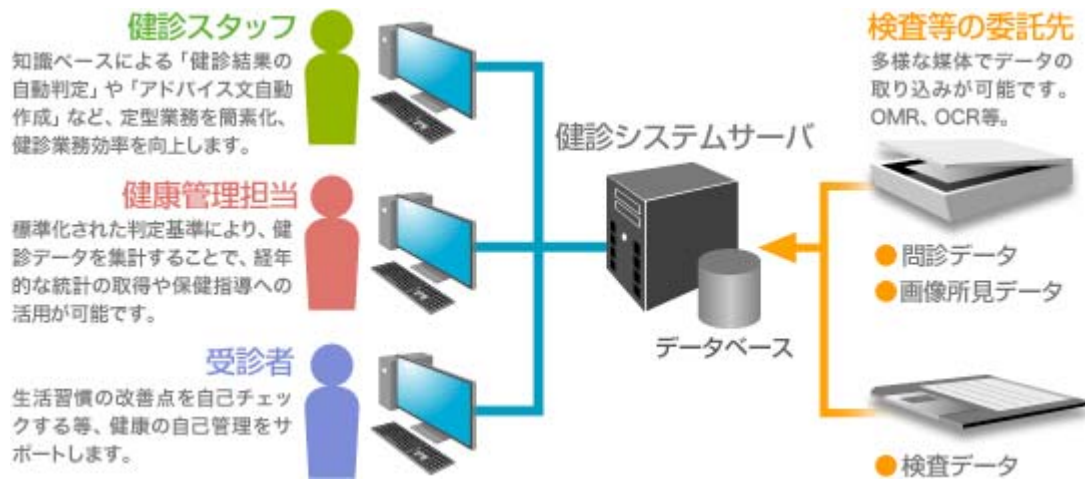 健診スタッフ
知識ベースによる「健診結果の
自動判定」や「アドバイス文自動
作成」など、定型業務を簡素化、
健診業務効率を向上します。
健康管理担当
標準化された判定基準により、健
診データを集計することで、経年
的な統計の取得や保健指導への
活用が可能です。
受診者
生活習慣の改善点を自己チェッ
クする等、健康の自己管理をサ
ポートします。
健診システムサーバ
データベース
検査等の委託先
多様な媒体でデータの
取り込みが可能です。
OMR、OCR等。
●問診データ
●画像所見データ
●検査データ